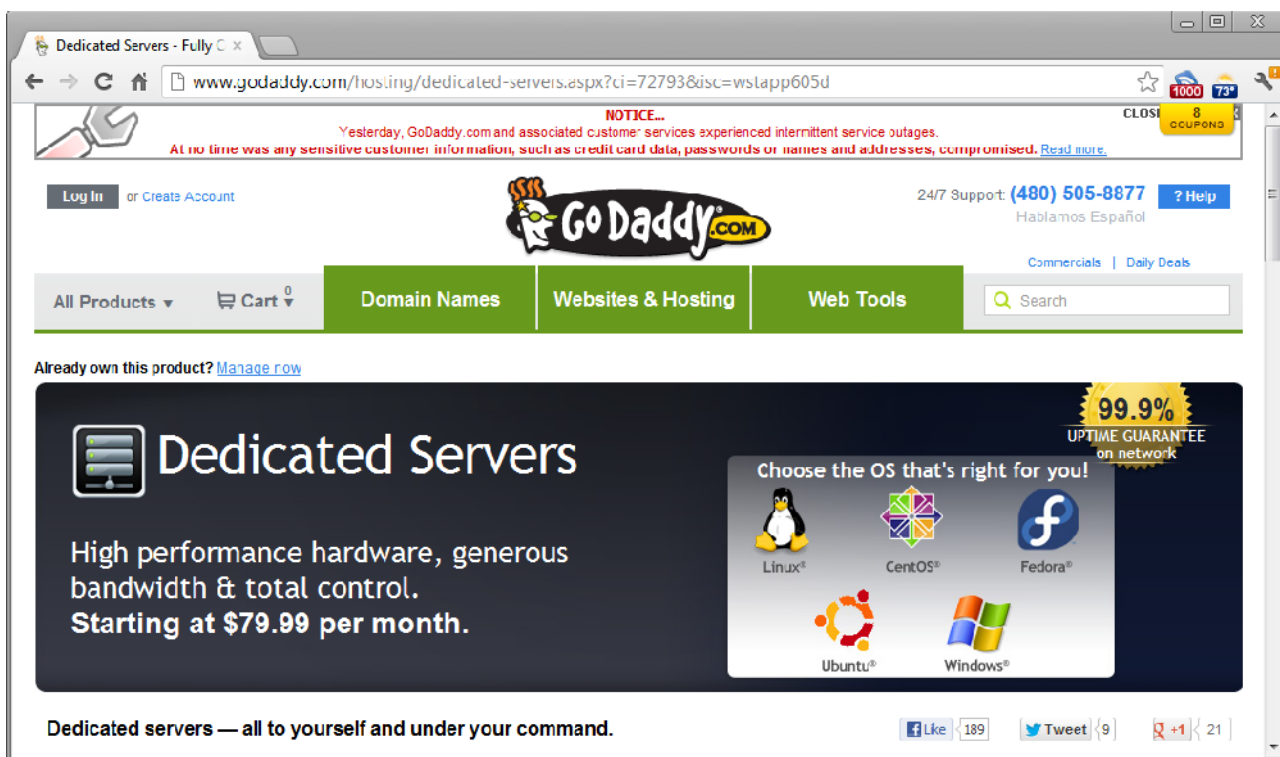 Dedicated Servers - Fully C
www.godaddy.com/hosting/dedicated-servers.aspx?ci=72793&isc=wstapp605d
1000 73°
NOTICE...
CLOS
8
COUPONS
Yesterday, GoDaddy.com and associated customer services experienced intermittent service outages.
At no time was any sensitive customer information, such as credit card data, passwords or names and addresses, compromised. Read more.
Log In or Create Account
GoDaddy.COM
24/7 Support: (480) 505-8877 ? Help
Hablamos Español
Commercials | Daily Deals
All Products ▾ Cart 0 ▾ Domain Names Websites & Hosting Web Tools Search
Already own this product? Manage now
99.9%
UPTIME GUARANTEE
on network
Dedicated Servers
Choose the OS that's right for you!
Linux® CentOS® Fedora®
Ubuntu® Windows®
High performance hardware, generous
bandwidth & total control.
Starting at $79.99 per month.
Dedicated servers — all to yourself and under your command.
Like 189 Tweet 9 +1 21